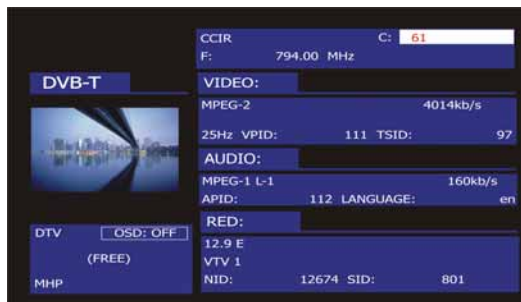 CCIR C: 61
F: 794.00 MHz
DVB-T
VIDEO:
MPEG-2 4014kb/s
25Hz VPID: 111 TSID: 97
AUDIO:
MPEG-1 L-1 160kb/s
APID: 112 LANGUAGE: en
RED:
DTV OSD: OFF
(FREE)
MHP
12.9 E
VTV 1
NID: 12674 SID: 801